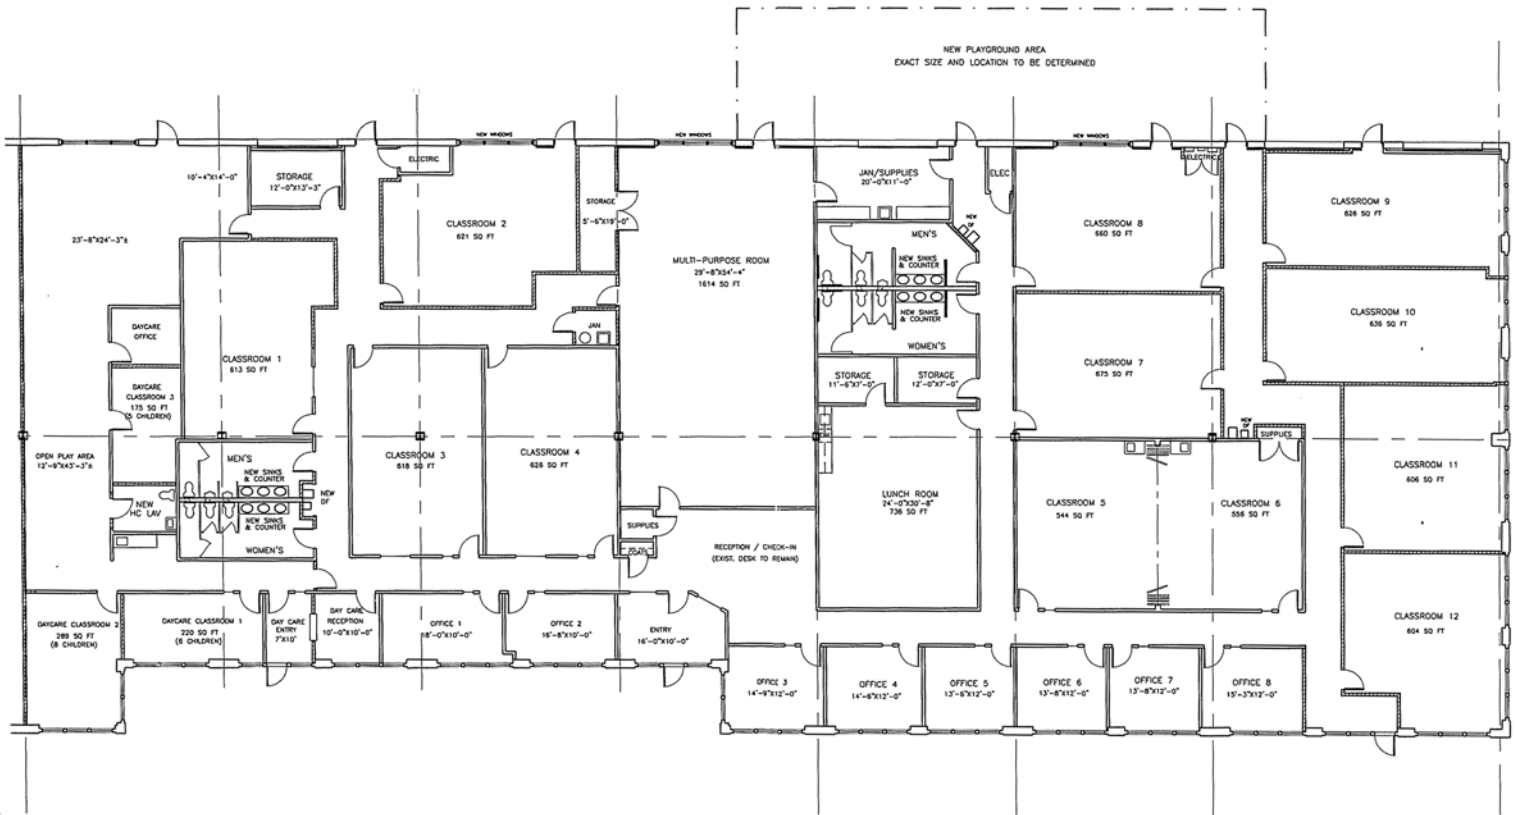 NEW PLAYGROUND AREA
EXACT SIZE AND LOCATION TO BE DETERMINED
NEW WINDOWS
NEW WINDOWS
NEW WINDOWS
10'-4"X14'-0"
STORAGE
12'-0"X13'-3"
ELECTRIC
CLASSROOM 2
621 SQ FT
STORAGE
5'-6"X19'-0"
23'-8"X24'-3"±
MULTI-PURPOSE ROOM
29'-8"X54'-4"
1614 SQ FT
JAN/SUPPLIES
20'-0"X11'-0"
ELEC
NEW
DF
MEN'S
NEW SINKS
& COUNTER
NEW SINKS
& COUNTER
WOMEN'S
CLASSROOM 8
660 SQ FT
ELECTRIC
CLASSROOM 9
626 SQ FT
CLASSROOM 10
636 SQ FT
DAYCARE
OFFICE
CLASSROOM 1
613 SQ FT
JAN
STORAGE
11'-6"X7'-0"
STORAGE
12'-0"X7'-0"
CLASSROOM 7
675 SQ FT
DAYCARE
CLASSROOM 3
175 SQ FT
(5 CHILDREN)
OPEN PLAY AREA
12'-9"X43'-3"±
MEN'S
NEW SINKS
& COUNTER
NEW SINKS
& COUNTER
WOMEN'S
NEW
DF
NEW
HC LAV
CLASSROOM 3
618 SQ FT
CLASSROOM 4
626 SQ FT
SUPPLIES
COATS
RECEPTION / CHECK-IN
(EXIST. DESK TO REMAIN)
LUNCH ROOM
24'-0"X30'-8"
736 SQ FT
CLASSROOM 5
544 SQ FT
CLASSROOM 6
556 SQ FT
NEW
DF
SUPPLIES
CLASSROOM 11
606 SQ FT
CLASSROOM 12
604 SQ FT
DAYCARE CLASSROOM 2
289 SQ FT
(8 CHILDREN)
DAYCARE CLASSROOM 1
220 SQ FT
(6 CHILDREN)
DAY CARE
ENTRY
7'X10'
DAY CARE
RECEPTION
10'-0"X10'-0"
OFFICE 1
18'-0"X10'-0"
OFFICE 2
16'-8"X10'-0"
ENTRY
16'-0"X10'-0"
OFFICE 3
14'-9"X12'-0"
OFFICE 4
14'-6"X12'-0"
OFFICE 5
13'-6"X12'-0"
OFFICE 6
13'-8"X12'-0"
OFFICE 7
13'-8"X12'-0"
OFFICE 8
15'-3"X12'-0"